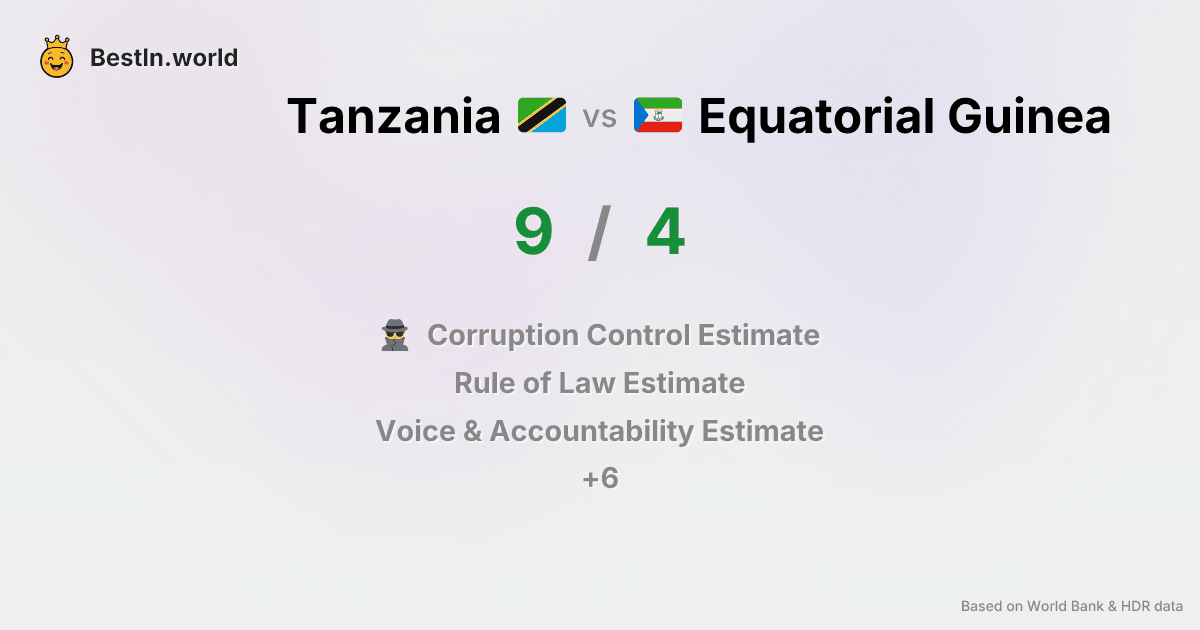 BestIn.world
Tanzania vs Equatorial Guinea
9 / 4
Corruption Control Estimate
Rule of Law Estimate
Voice & Accountability Estimate
+6
Based on World Bank & HDR data